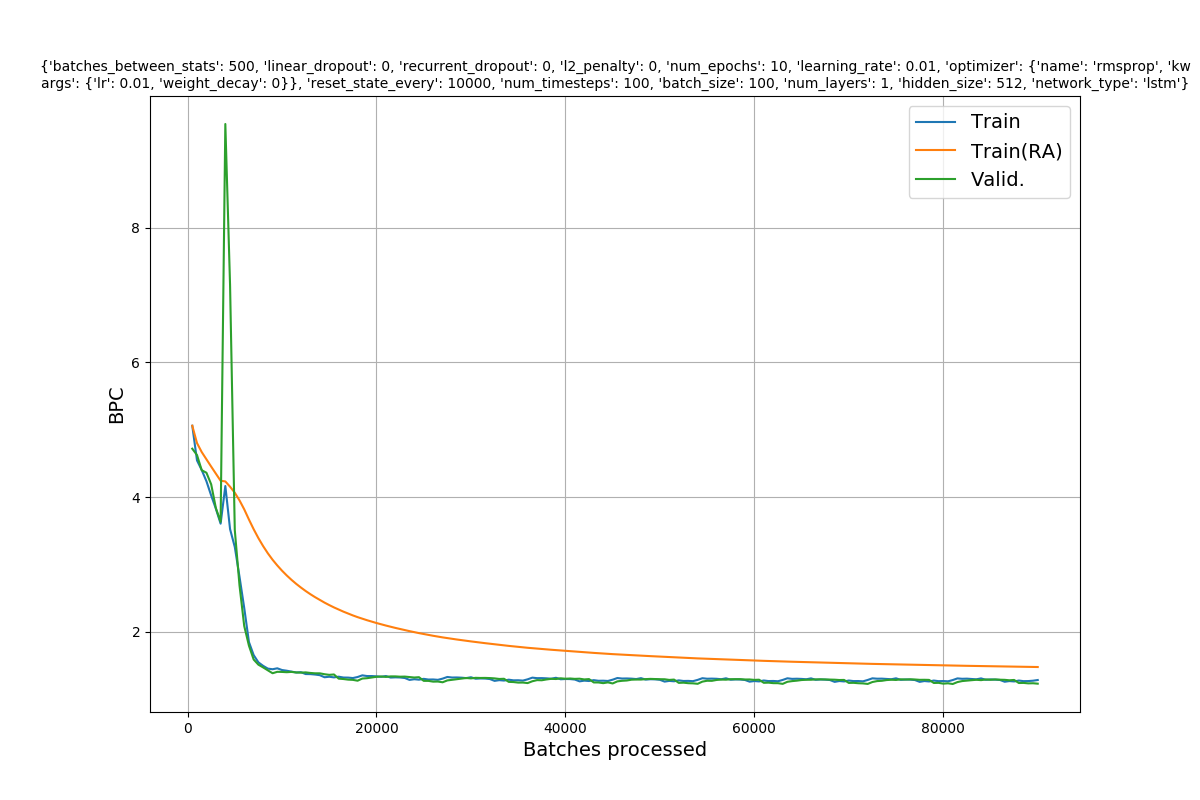 {'batches_between_stats': 500, 'linear_dropout': 0, 'recurrent_dropout': 0, 'l2_penalty': 0, 'num_epochs': 10, 'learning_rate': 0.01, 'optimizer': {'name': 'rmsprop', 'kw
args': {'lr': 0.01, 'weight_decay': 0}}, 'reset_state_every': 10000, 'num_timesteps': 100, 'batch_size': 100, 'num_layers': 1, 'hidden_size': 512, 'network_type': 'lstm'}
Train
Train(RA)
Valid.
8
6
4
2
BPC
0
20000
40000
60000
80000
Batches processed